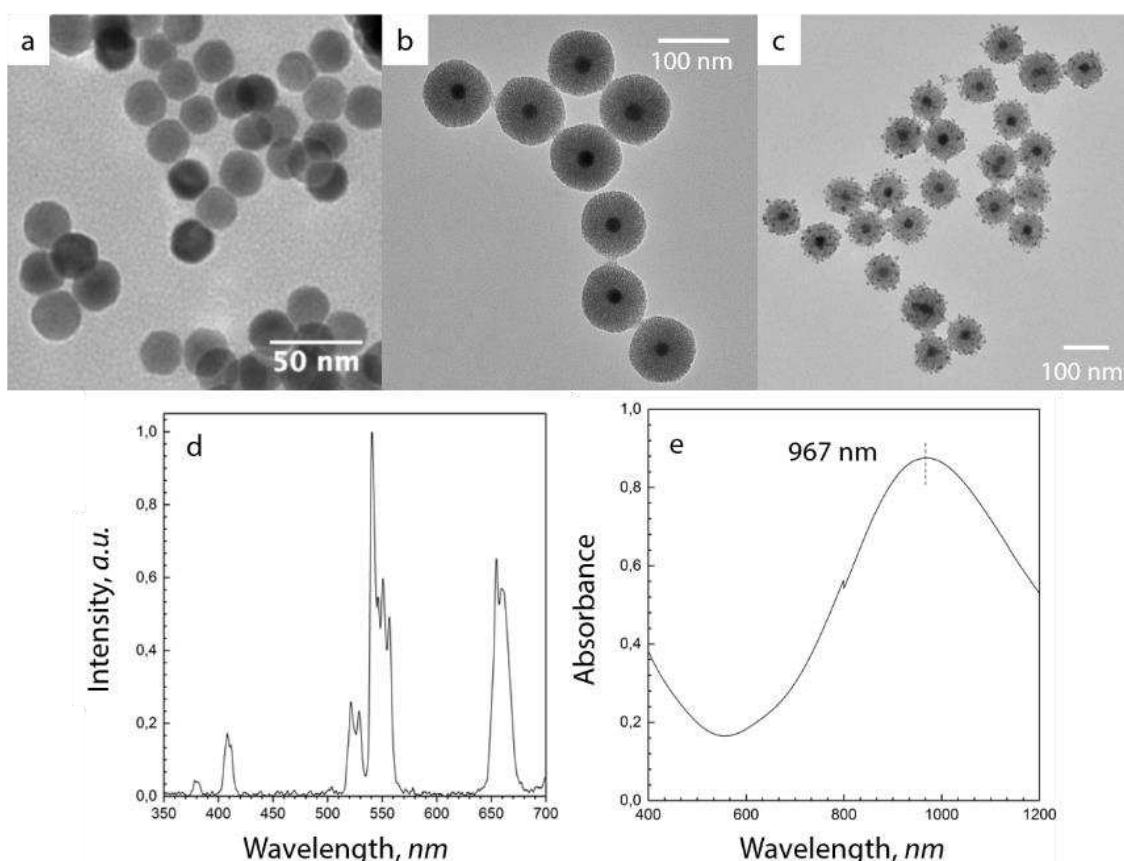 a
50 nm
b
100 nm
c
100 nm
d
Intensity, a.u.
1,0
0,8
0,6
0,4
0,2
0,0
350 400 450 500 550 600 650 700
Wavelength, nm
e
967 nm
Absorbance
1,0
0,8
0,6
0,4
0,2
0,0
400 600 800 1000 1200
Wavelength, nm